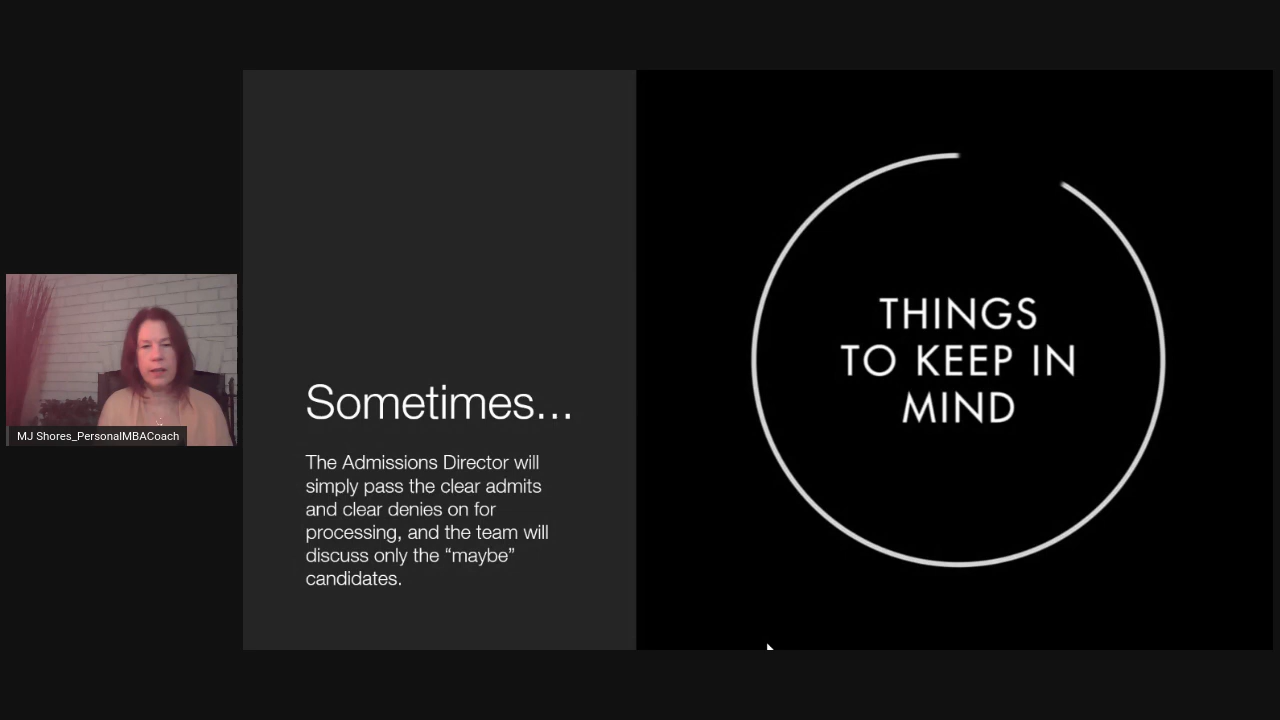 MJ Shores_PersonalMBACoach
Sometimes...
The Admissions Director will
simply pass the clear admits
and clear denies on for
processing, and the team will
discuss only the “maybe”
candidates.
THINGS
TO KEEP IN
MIND